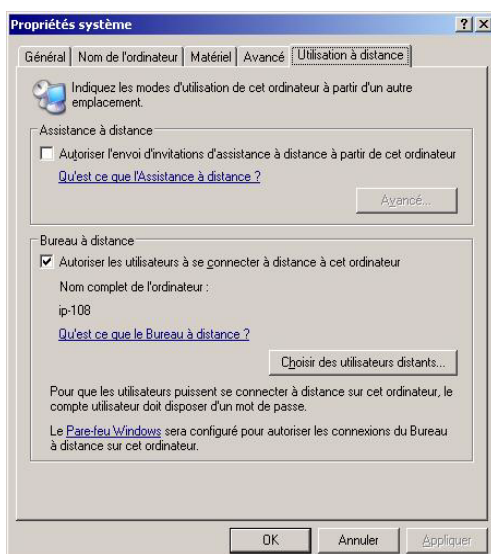 Propriétés système
Général
Nom de l'ordinateur
Matériel
Avancé
Utilisation à distance
Indiquez les modes d'utilisation de cet ordinateur à partir d'un autre
emplacement.
Assistance à distance
Autoriser l'envoi d'invitations d'assistance à distance à partir de cet ordinateur
Qu'est ce que l'Assistance à distance ?
Avancé...
Bureau à distance
Autoriser les utilisateurs à se connecter à distance à cet ordinateur
Nom complet de l'ordinateur :
ip-108
Qu'est ce que le Bureau à distance ?
Choisir des utilisateurs distants...
Pour que les utilisateurs puissent se connecter à distance sur cet ordinateur, le
compte utilisateur doit disposer d'un mot de passe.
Le Pare-feu Windows sera configuré pour autoriser les connexions du Bureau
à distance sur cet ordinateur.
OK
Annuler
Appliquer